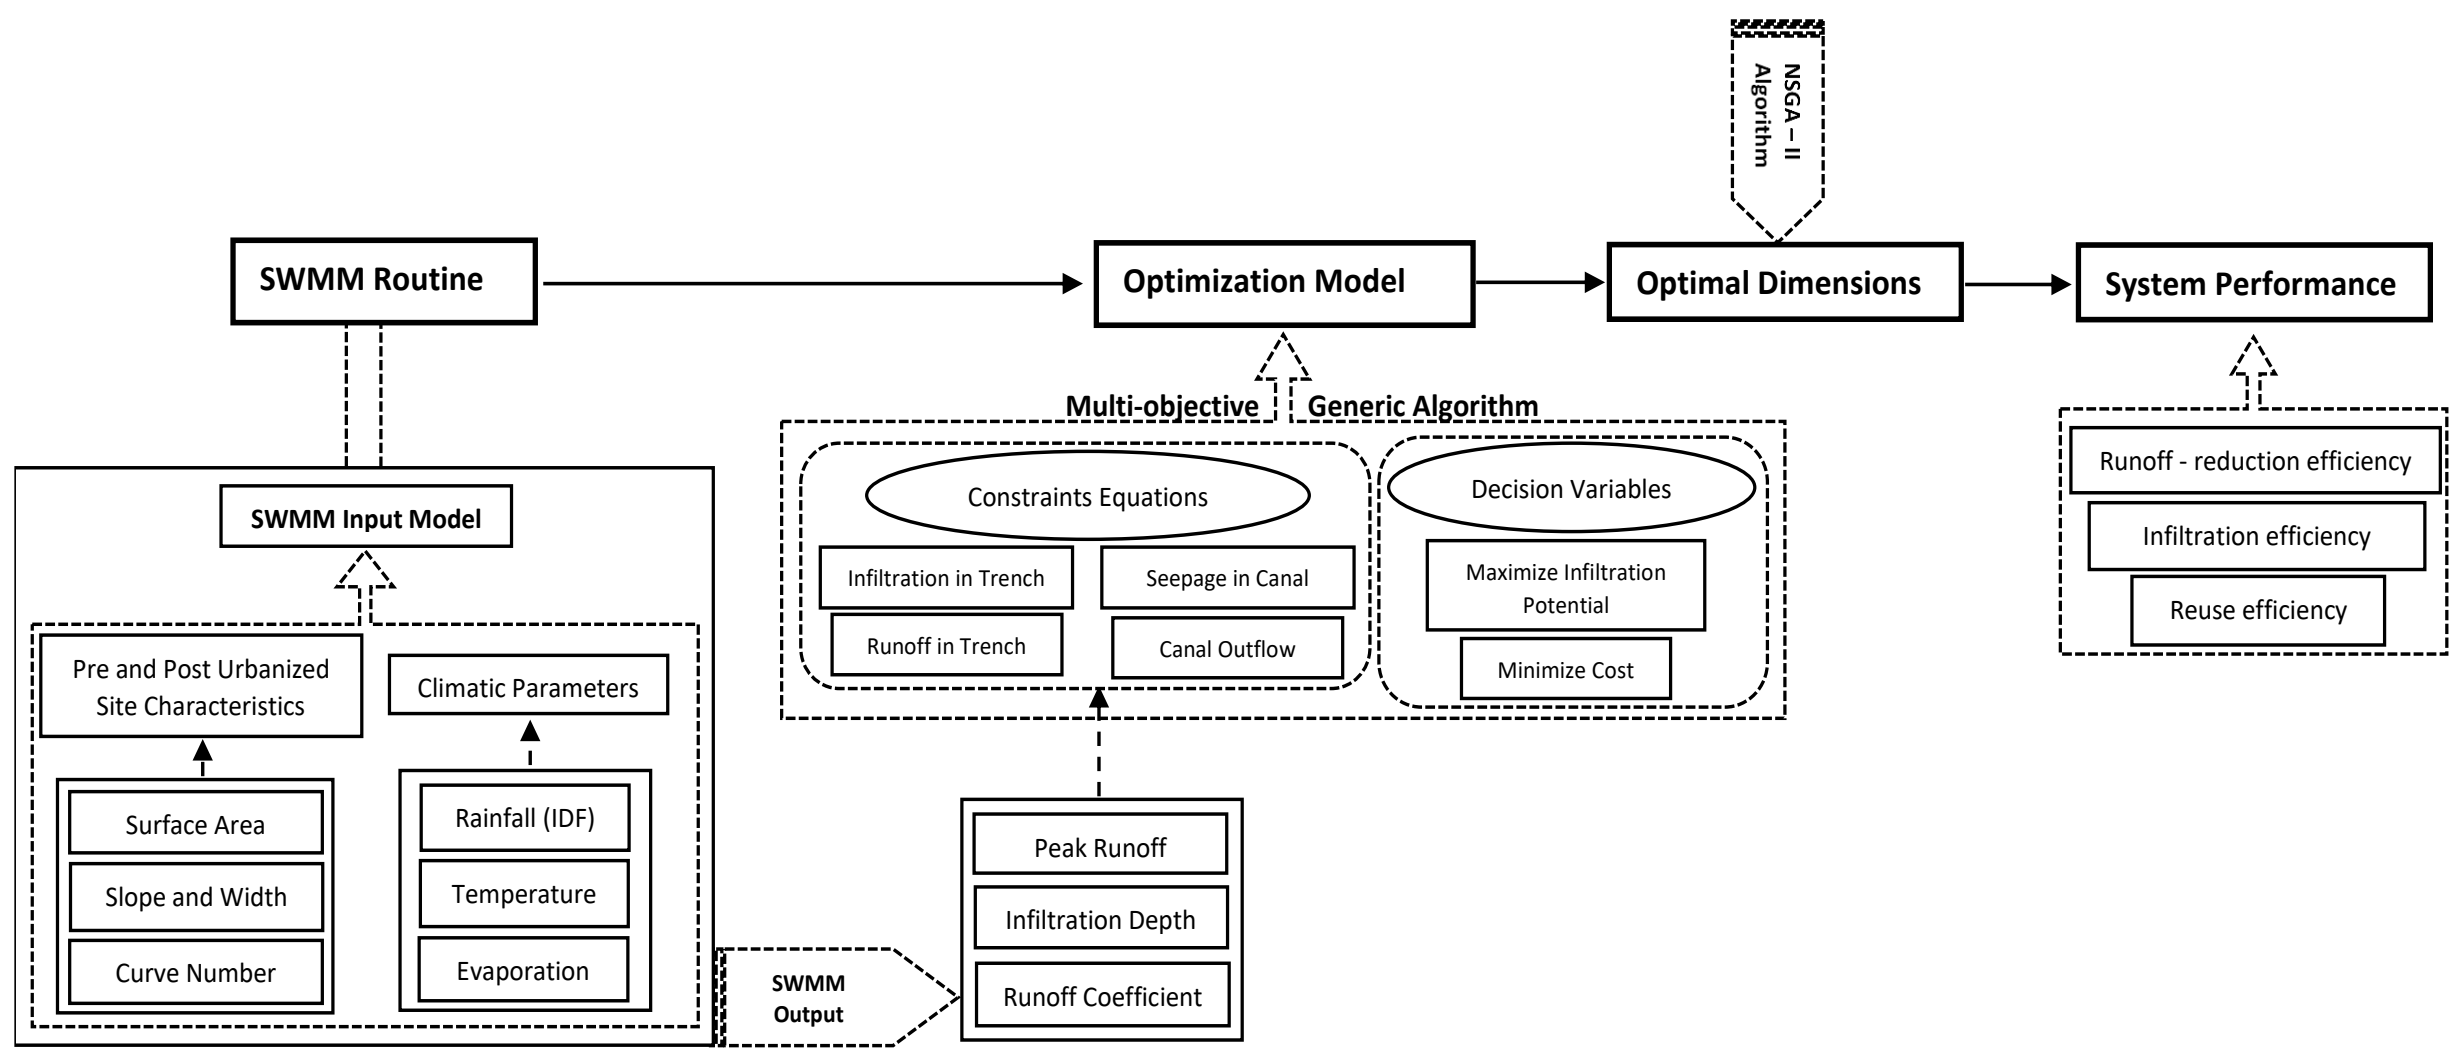 NSGA – II
Algorithm
SWMM Routine
Optimization Model
Optimal Dimensions
System Performance
Multi-objective
Generic Algorithm
SWMM Input Model
Pre and Post Urbanized
Site Characteristics
Climatic Parameters
Surface Area
Slope and Width
Curve Number
Rainfall (IDF)
Temperature
Evaporation
SWMM
Output
Constraints Equations
Infiltration in Trench
Seepage in Canal
Runoff in Trench
Canal Outflow
Decision Variables
Maximize Infiltration
Potential
Minimize Cost
Peak Runoff
Infiltration Depth
Runoff Coefficient
Runoff - reduction efficiency
Infiltration efficiency
Reuse efficiency